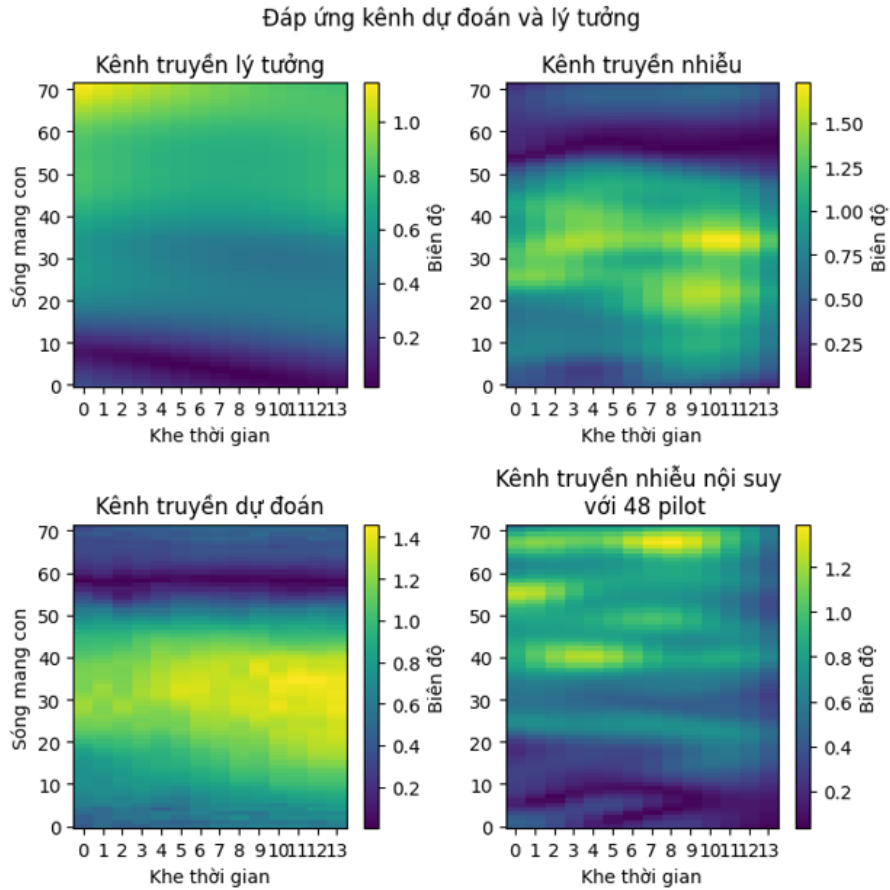 Đáp ứng kênh dự đoán và lý tưởng
Kênh truyền lý tưởng
70
60
50
40
30
20
10
0
Sóng mang con
0 1 2 3 4 5 6 7 8 9 10 11 12 13
Khe thời gian
1.0
0.8
0.6
0.4
0.2
Biên độ
Kênh truyền nhiễu
70
60
50
40
30
20
10
0
0 1 2 3 4 5 6 7 8 9 10 11 12 13
Khe thời gian
1.50
1.25
1.00
0.75
0.50
0.25
Biên độ
Kênh truyền dự đoán
70
60
50
40
30
20
10
0
Sóng mang con
0 1 2 3 4 5 6 7 8 9 10 11 12 13
Khe thời gian
1.4
1.2
1.0
0.8
0.6
0.4
0.2
Biên độ
Kênh truyền nhiễu nội suy
với 48 pilot
70
60
50
40
30
20
10
0
0 1 2 3 4 5 6 7 8 9 10 11 12 13
Khe thời gian
1.2
1.0
0.8
0.6
0.4
0.2
Biên độ